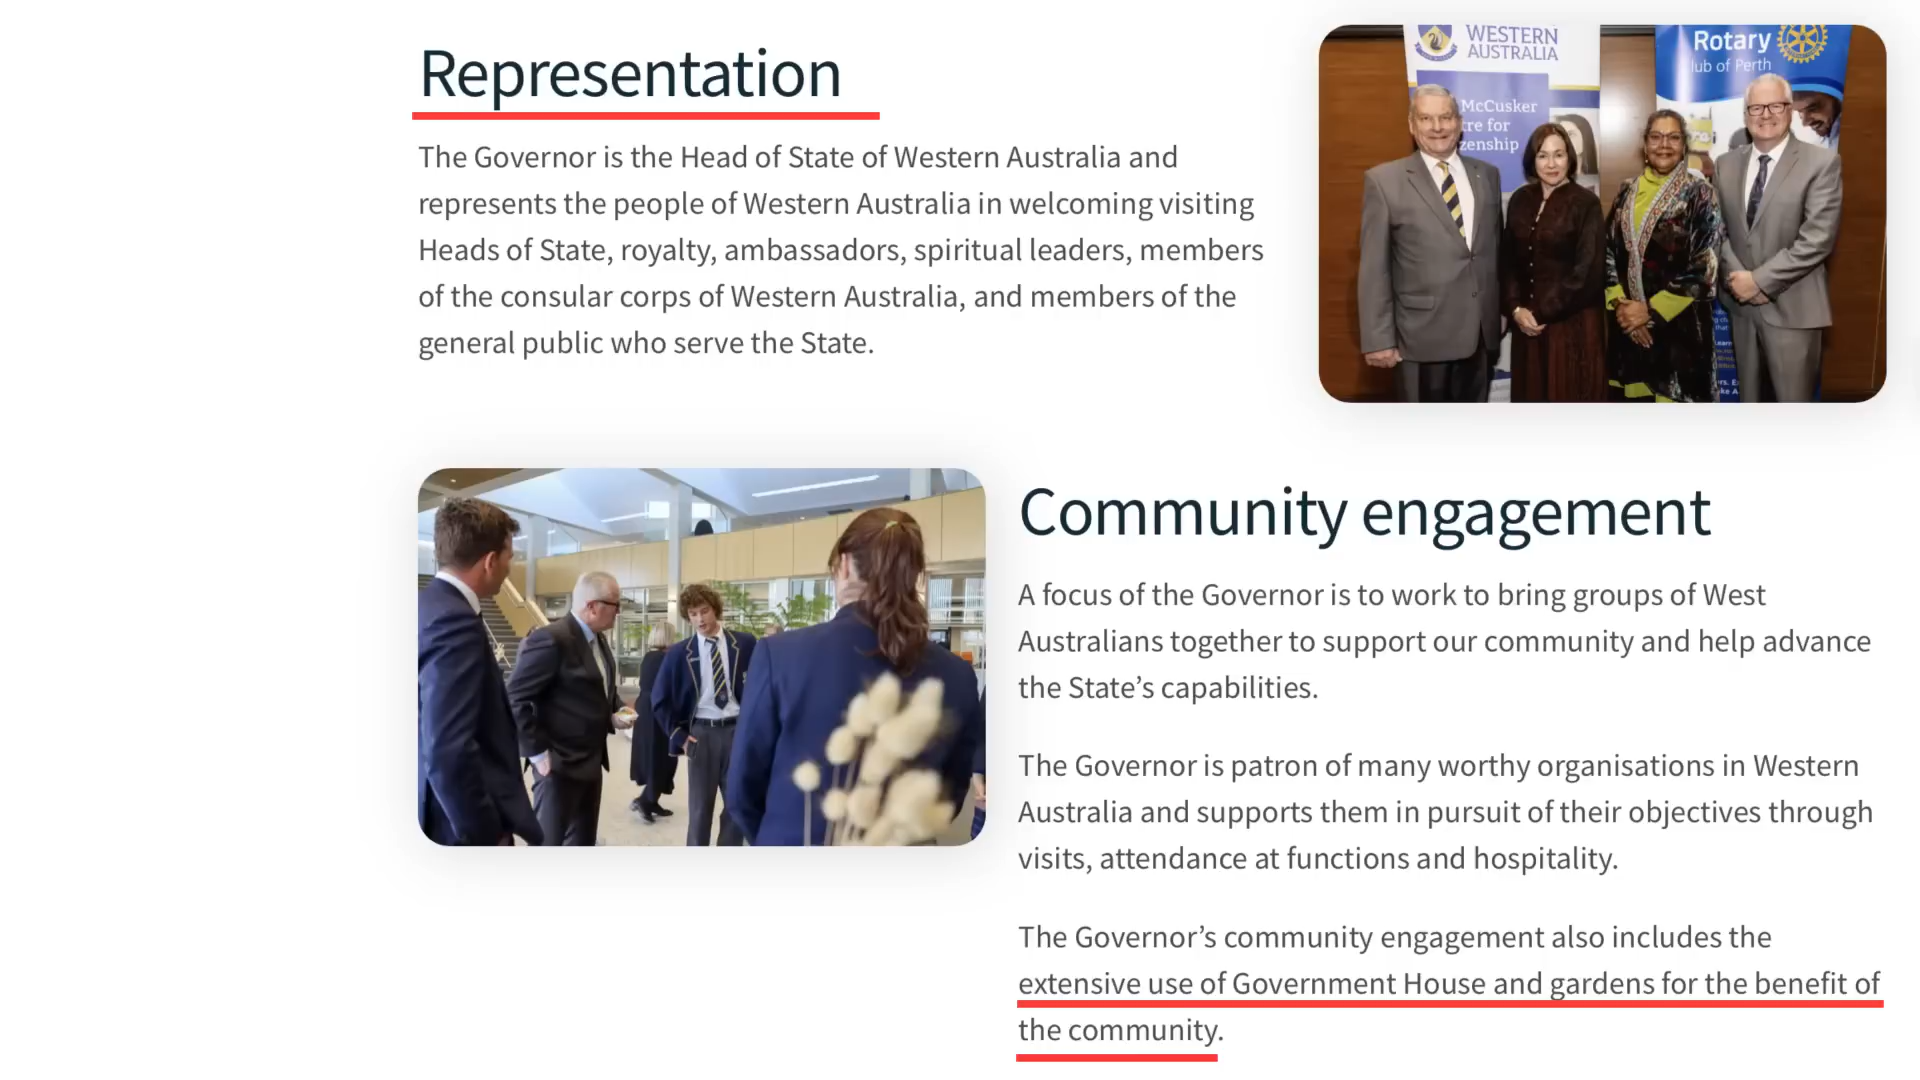 Representation
The Governor is the Head of State of Western Australia and
represents the people of Western Australia in welcoming visiting
Heads of State, royalty, ambassadors, spiritual leaders, members
of the consular corps of Western Australia, and members of the
general public who serve the State.
WESTERN
AUSTRALIA
McCusker
tre for
zenship
Rotary
lub of Perth
Community engagement
A focus of the Governor is to work to bring groups of West
Australians together to support our community and help advance
the State’s capabilities.
The Governor is patron of many worthy organisations in Western
Australia and supports them in pursuit of their objectives through
visits, attendance at functions and hospitality.
The Governor’s community engagement also includes the
extensive use of Government House and gardens for the benefit of
the community.